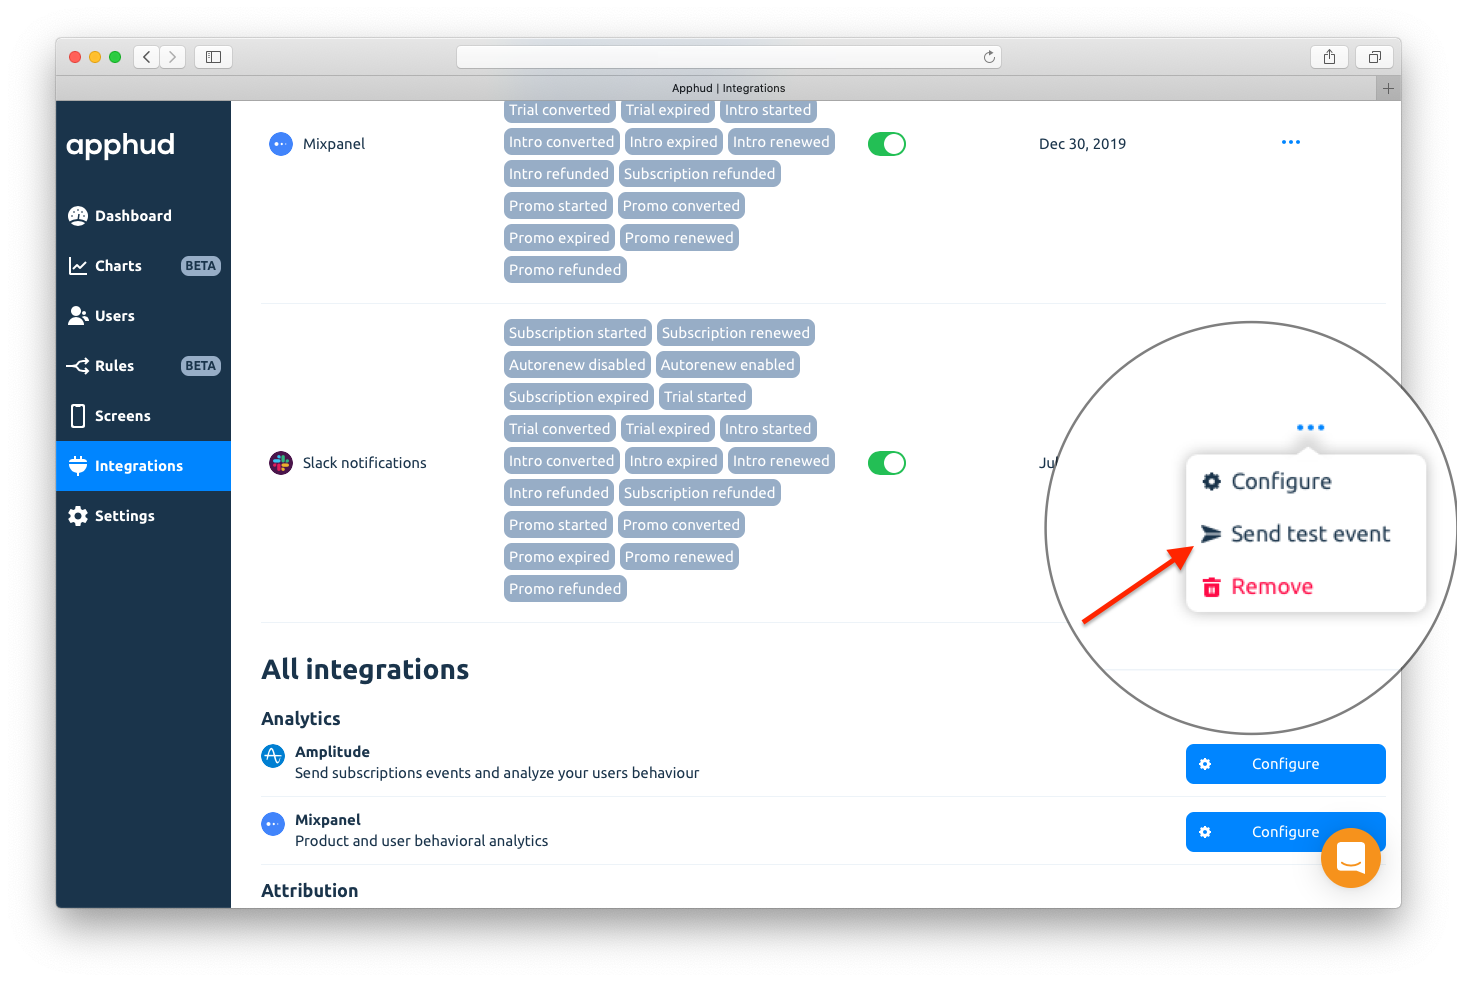 Apphud | Integrations
apphud
Dashboard
Charts BETA
Users
Rules BETA
Screens
Integrations
Settings
Trial converted Trial expired Intro started
Mixpanel
Intro converted Intro expired Intro renewed
Dec 30, 2019
Intro refunded Subscription refunded
Promo started Promo converted
Promo expired Promo renewed
Promo refunded
Subscription started Subscription renewed
Autorenew disabled Autorenew enabled
Subscription expired Trial started
Trial converted Trial expired Intro started
Slack notifications
Intro converted Intro expired Intro renewed
Jul
Intro refunded Subscription refunded
Promo started Promo converted
Promo expired Promo renewed
Promo refunded
Configure
Send test event
Remove
All integrations
Analytics
Amplitude
Send subscriptions events and analyze your users behaviour
Configure
Mixpanel
Product and user behavioral analytics
Configure
Attribution